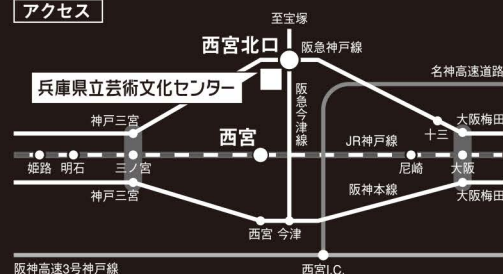 アクセス
至宝塚
西宮北口
阪急神戸線
兵庫県立芸術文化センター
名神高速道路
阪急今津線
神戸三宮
十三
大阪梅田
西宮
JR神戸線
姫路
明石
三ノ宮
尼崎
大阪
神戸三宮
阪神本線
大阪梅田
西宮
今津
阪神高速3号神戸線
西宮I.C.